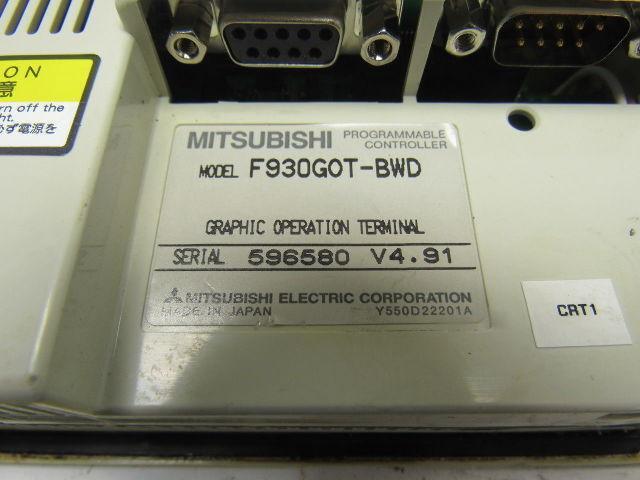 ON
意
rn off the
ht.
ず電源を
MITSUBISHI PROGRAMMABLE CONTROLLER
MODEL F930GOT-BWD
GRAPHIC OPERATION TERMINAL
SERIAL 596580 V4.91
MITSUBISHI ELECTRIC CORPORATION
MADE IN JAPAN Y550D22201A
CRT1